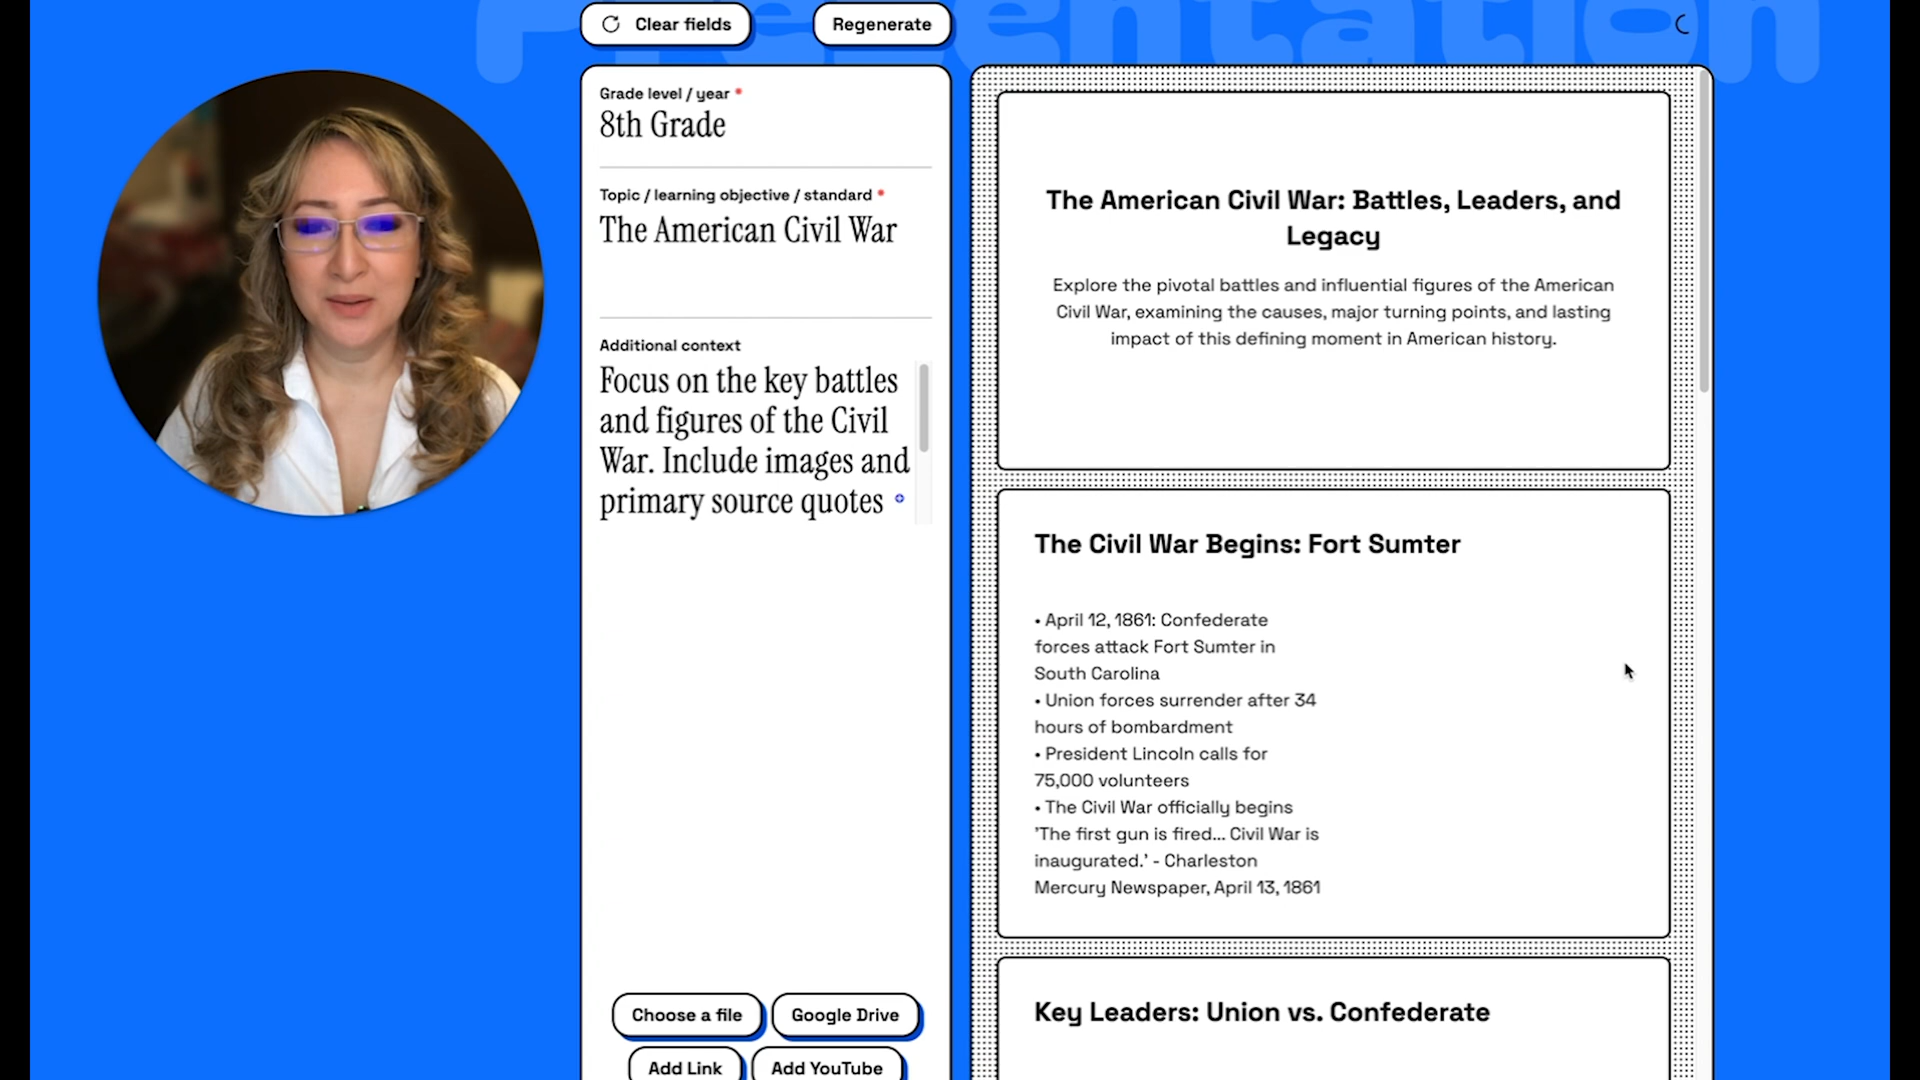 Presentation
Clear fields
Regenerate
Grade level / year *
8th Grade
Topic / learning objective / standard *
The American Civil War
Additional context
Focus on the key battles
and figures of the Civil
War. Include images and
primary source quotes
Choose a file
Google Drive
Add Link
Add YouTube
The American Civil War: Battles, Leaders, and
Legacy
Explore the pivotal battles and influential figures of the American
Civil War, examining the causes, major turning points, and lasting
impact of this defining moment in American history.
The Civil War Begins: Fort Sumter
• April 12, 1861: Confederate
forces attack Fort Sumter in
South Carolina
• Union forces surrender after 34
hours of bombardment
• President Lincoln calls for
75,000 volunteers
• The Civil War officially begins
'The first gun is fired... Civil War is
inaugurated.' - Charleston
Mercury Newspaper, April 13, 1861
Key Leaders: Union vs. Confederate